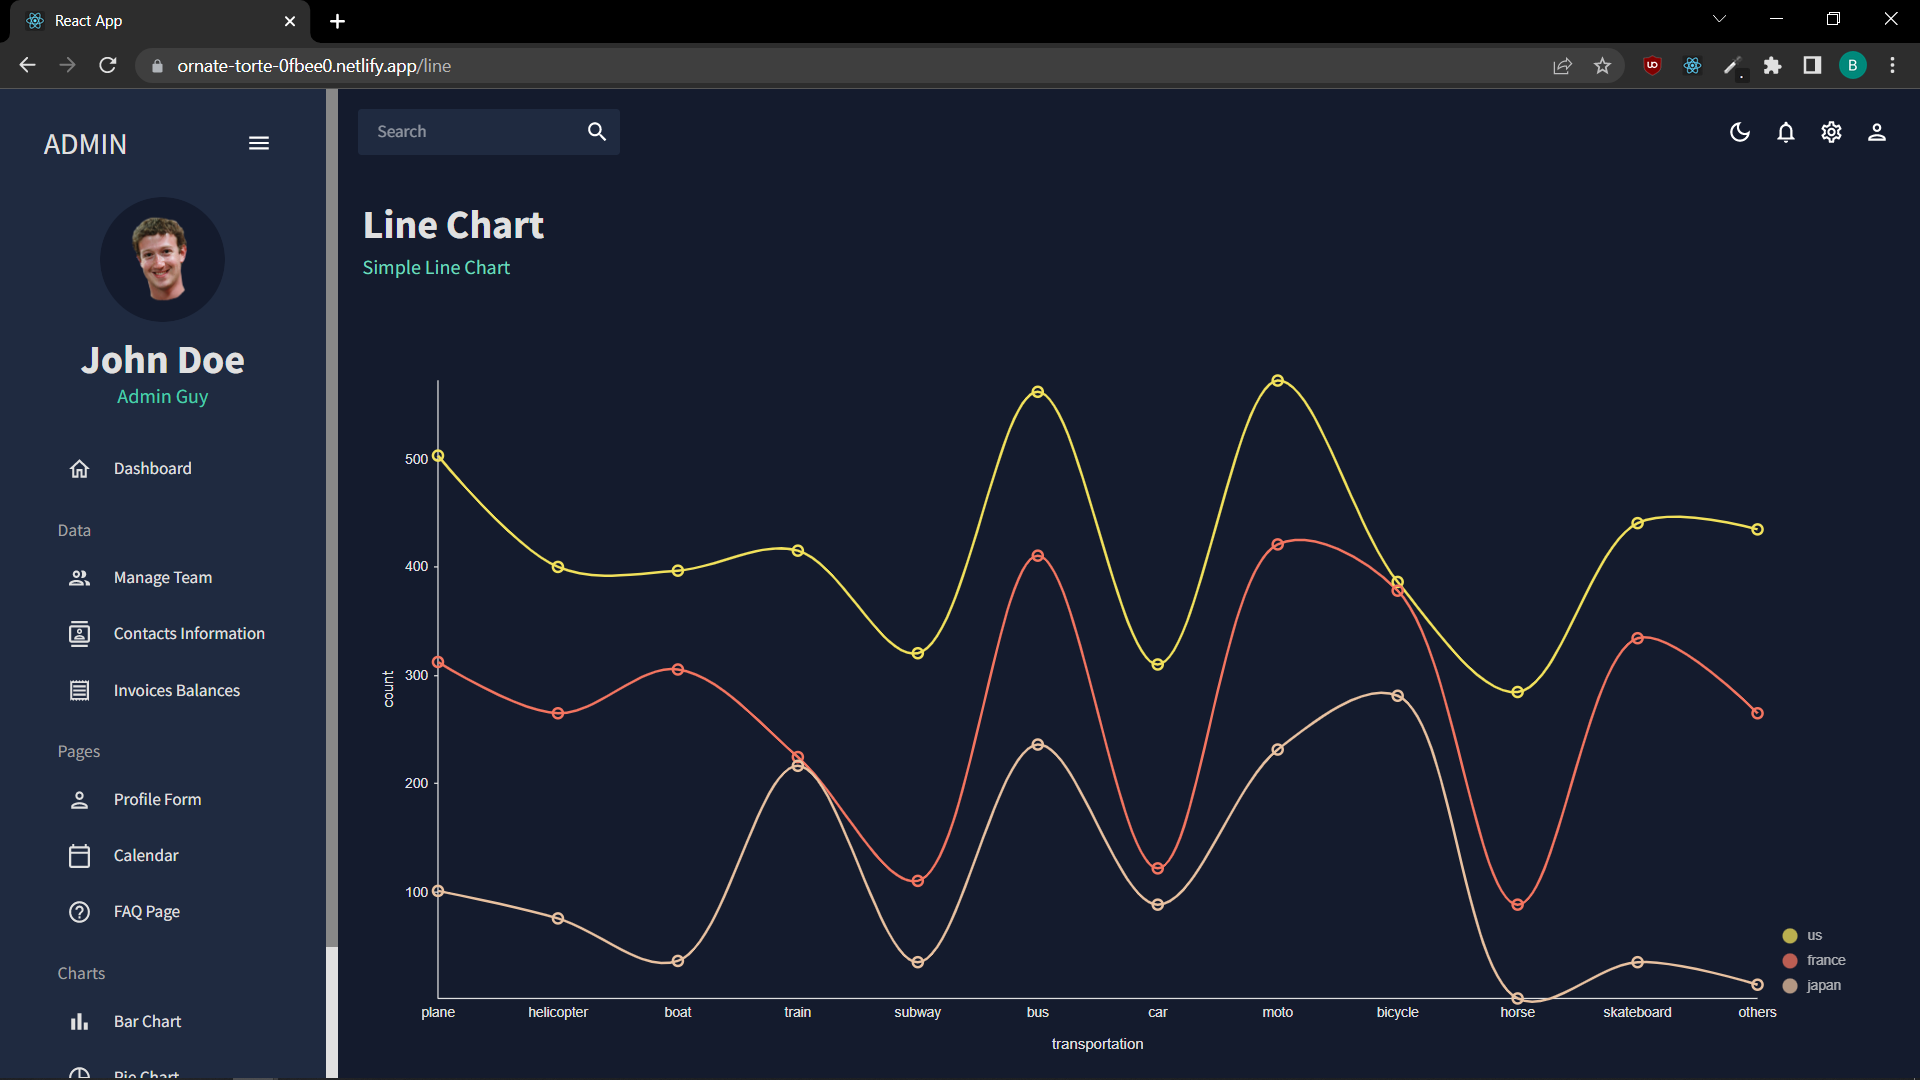 React App
ornate-torte-0fbee0.netlify.app/line
B
ADMIN
John Doe
Admin Guy
Dashboard
Data
Manage Team
Contacts Information
Invoices Balances
Pages
Profile Form
Calendar
FAQ Page
Charts
Bar Chart
Pie Chart
Search
Line Chart
Simple Line Chart
count
500
400
300
200
100
plane helicopter boat train subway bus car moto bicycle horse skateboard others
transportation
us
france
japan